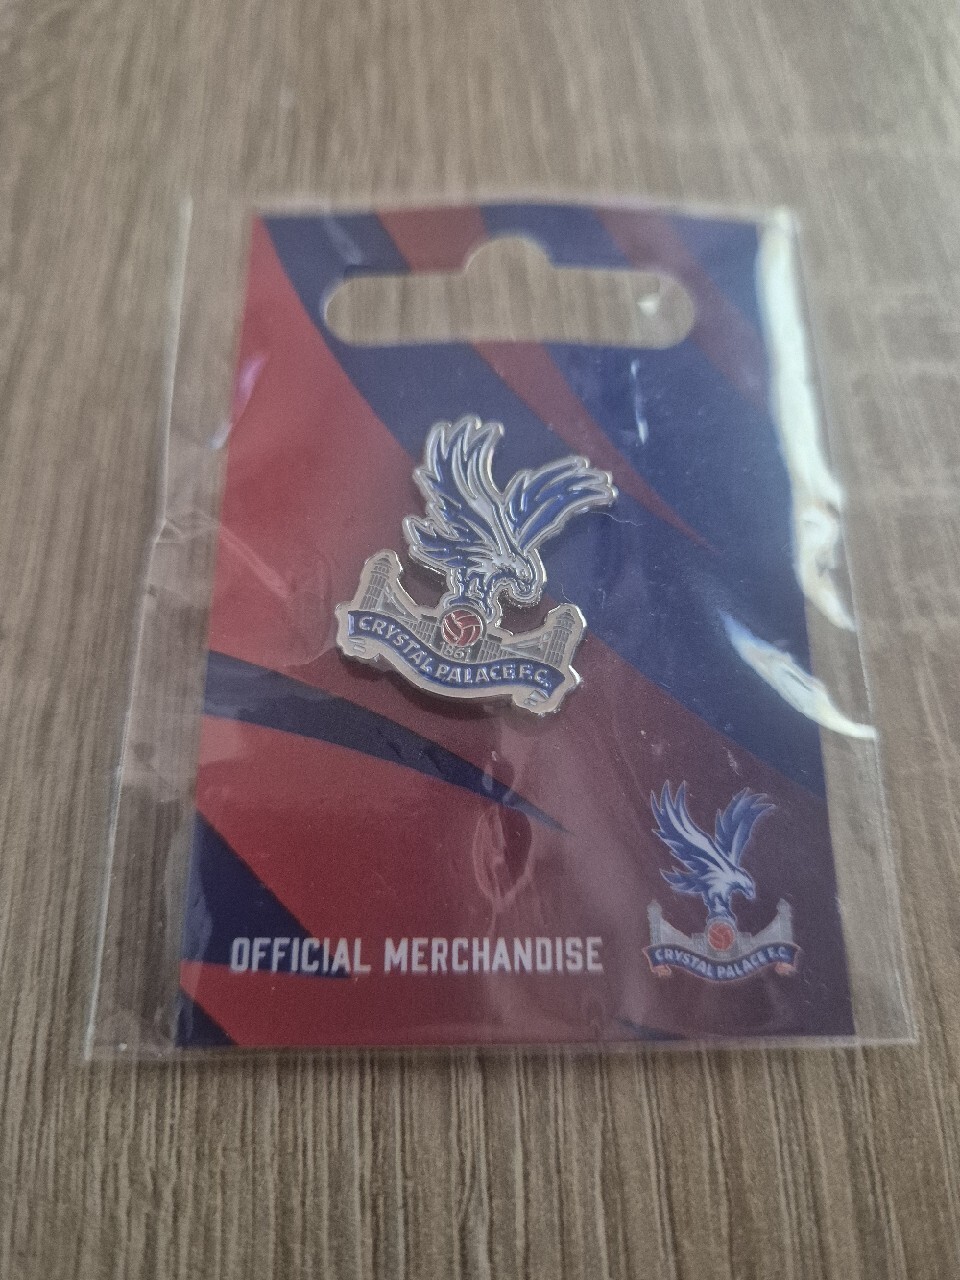 1861
CRYSTAL PALACE F.C.
OFFICIAL MERCHANDISE
CRYSTAL PALACE F.C.